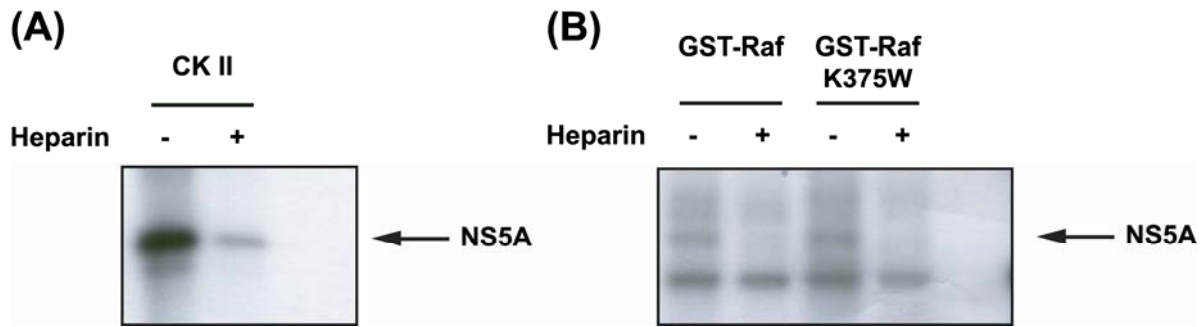 (A)
CK II
Heparin - +
NS5A
(B)
GST-Raf GST-Raf
K375W
Heparin - + - +
NS5A